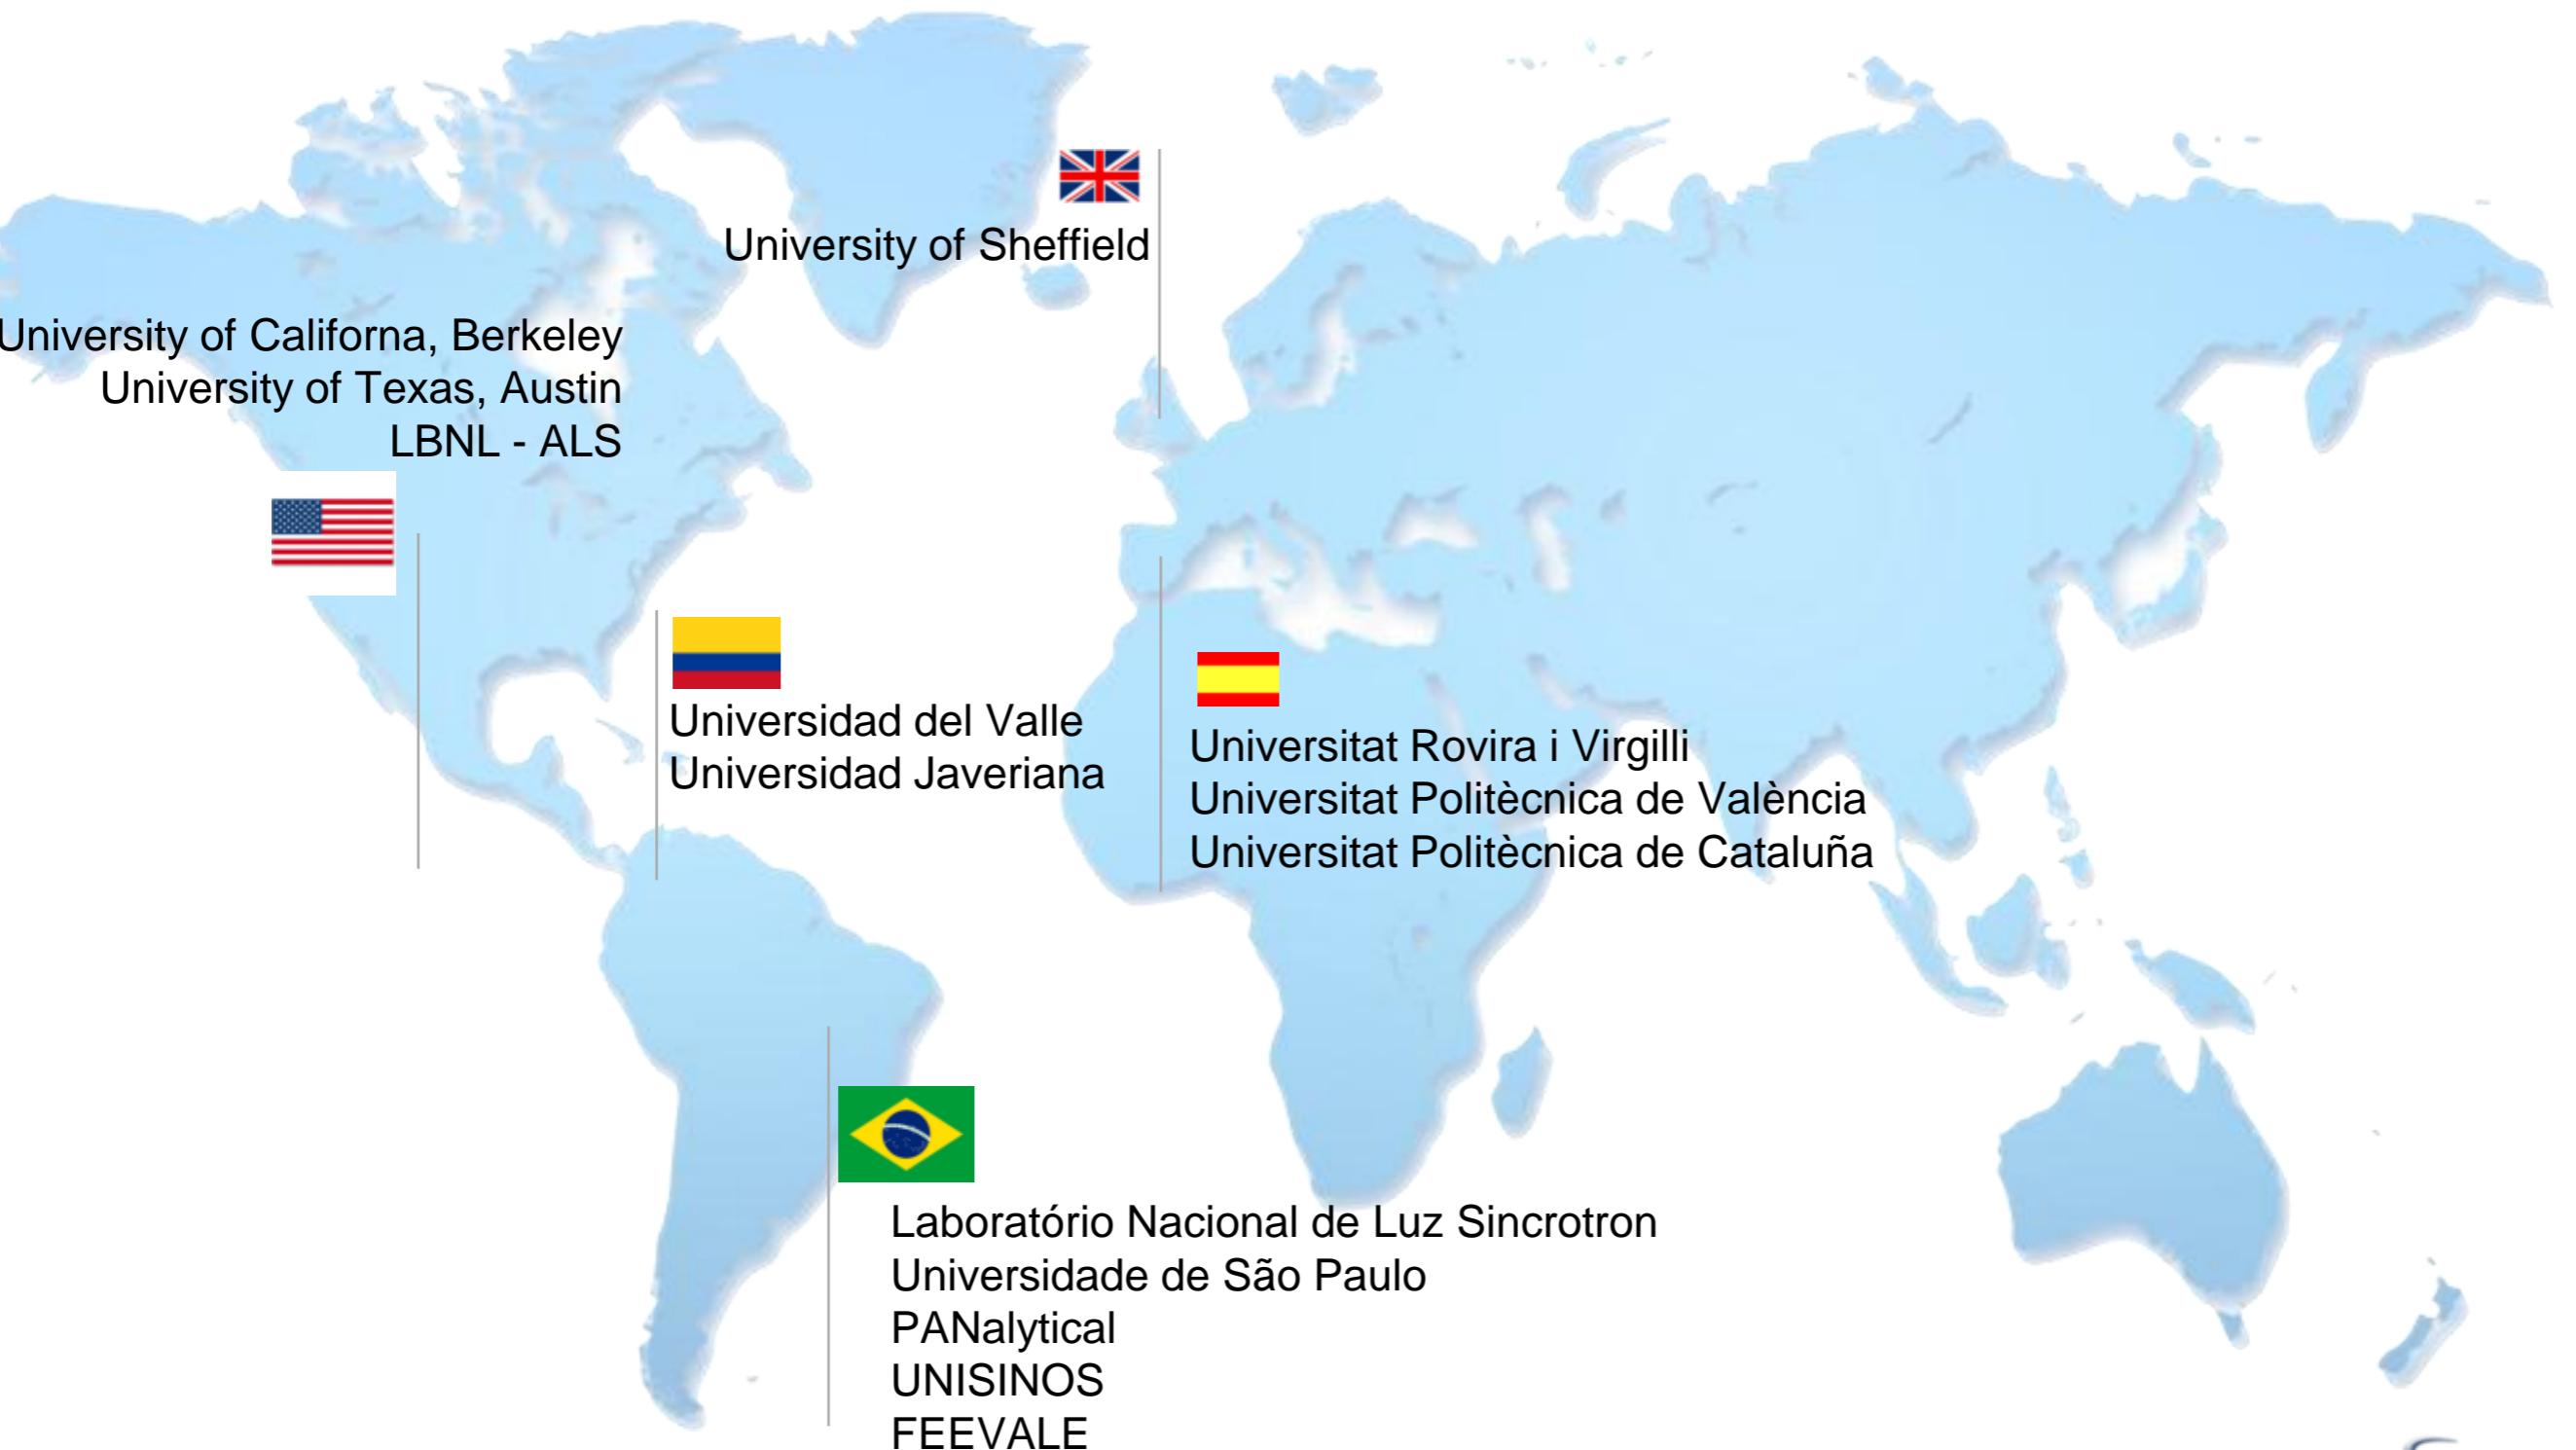 University of Sheffield
University of Californa, Berkeley
University of Texas, Austin
LBNL - ALS
Universidad del Valle
Universidad Javeriana
Universitat Rovira i Virgilli
Universitat Politècnica de València
Universitat Politècnica de Cataluña
Laboratório Nacional de Luz Sincrotron
Universidade de São Paulo
PANalytical
UNISINOS
FEEVALE